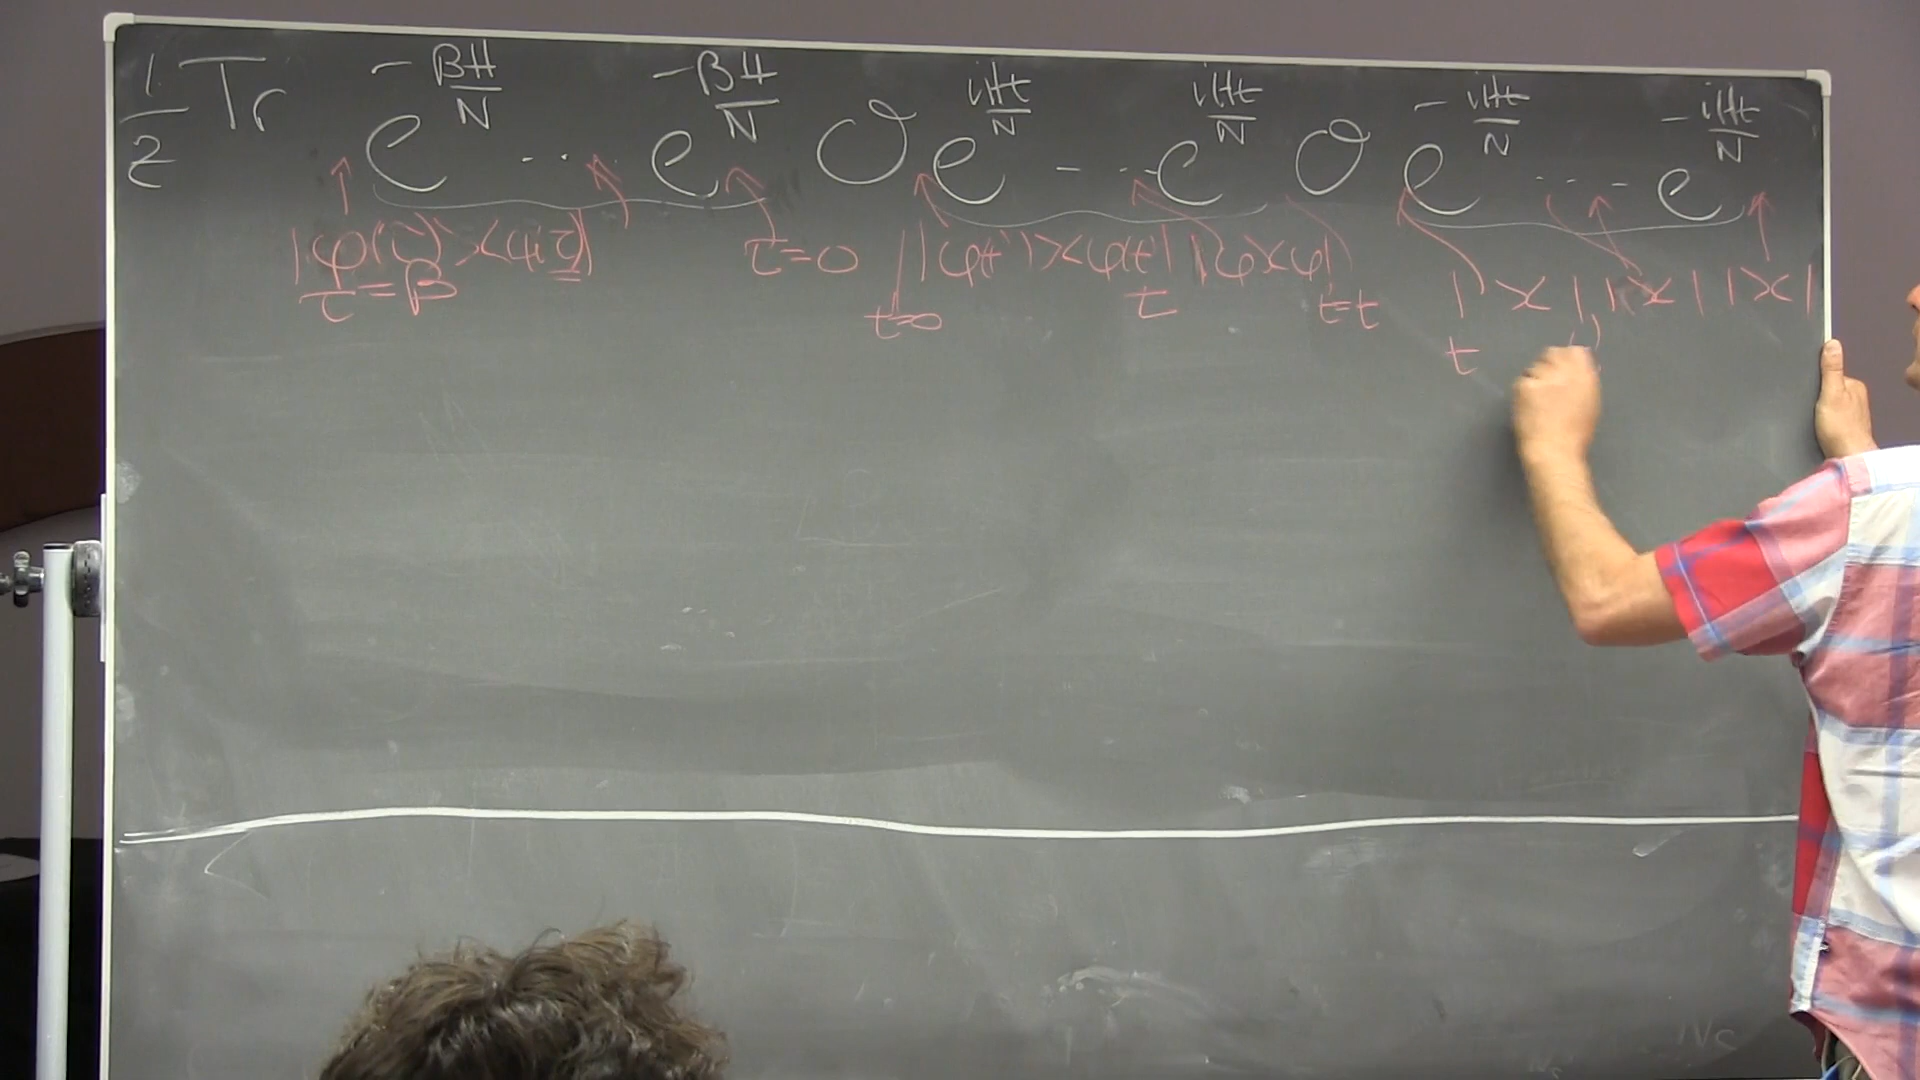 1/2 Tr e^{-βH/N} ... e^{-βH/N} O e^{iHt/N} - - .. e^{iHt/N} O e^{-iHt/N} ... - e^{-iHt/N}
|φ(τ)><φ(τ)| τ=0 |φ(t')><φ(t')| |φ><φ| | >< |, | >< | | >< |
τ=β t=0 t t=t t